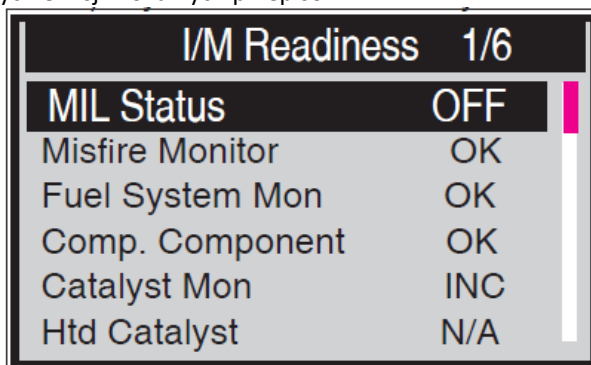 I/M Readiness 1/6
MIL Status OFF
Misfire Monitor OK
Fuel System Mon OK
Comp. Component OK
Catalyst Mon INC
Htd Catalyst N/A